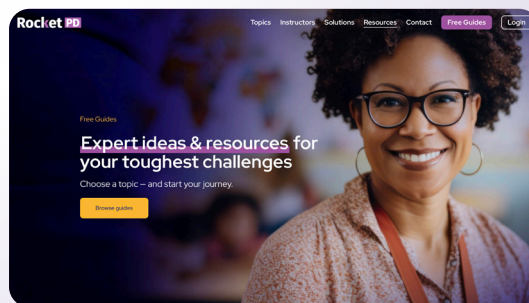 Rocket PD
Topics Instructors Solutions Resources Contact Free Guides Login
Free Guides
Expert ideas & resources for
your toughest challenges
Choose a topic — and start your journey.
Browse guides